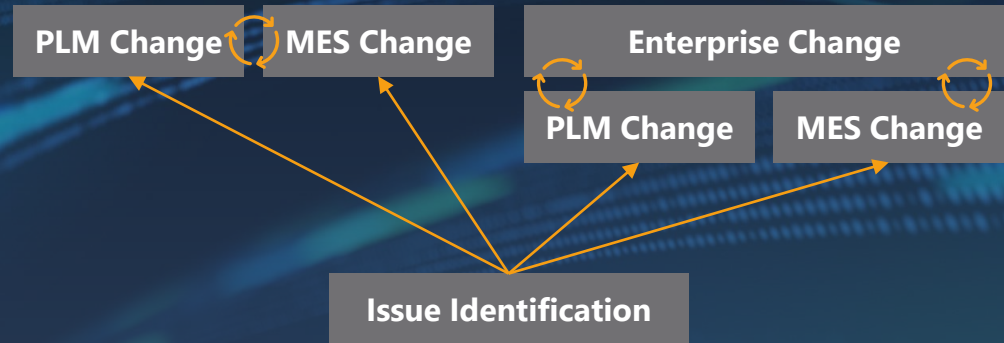 PLM Change
MES Change
Enterprise Change
PLM Change
MES Change
Issue Identification